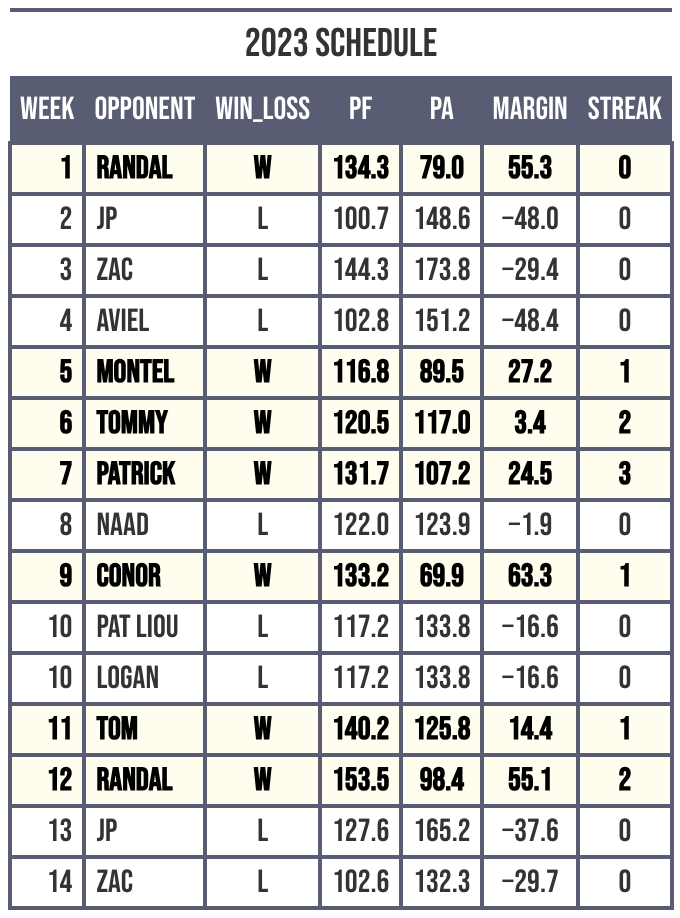 2023 SCHEDULE
WEEK OPPONENT WIN_LOSS PF PA MARGIN STREAK
1 RANDAL W 134.3 79.0 55.3 0
2 JP L 100.7 148.6 −48.0 0
3 ZAC L 144.3 173.8 −29.4 0
4 AVIEL L 102.8 151.2 −48.4 0
5 MONTEL W 116.8 89.5 27.2 1
6 TOMMY W 120.5 117.0 3.4 2
7 PATRICK W 131.7 107.2 24.5 3
8 NAAD L 122.0 123.9 −1.9 0
9 CONOR W 133.2 69.9 63.3 1
10 PAT LIOU L 117.2 133.8 −16.6 0
10 LOGAN L 117.2 133.8 −16.6 0
11 TOM W 140.2 125.8 14.4 1
12 RANDAL W 153.5 98.4 55.1 2
13 JP L 127.6 165.2 −37.6 0
14 ZAC L 102.6 132.3 −29.7 0